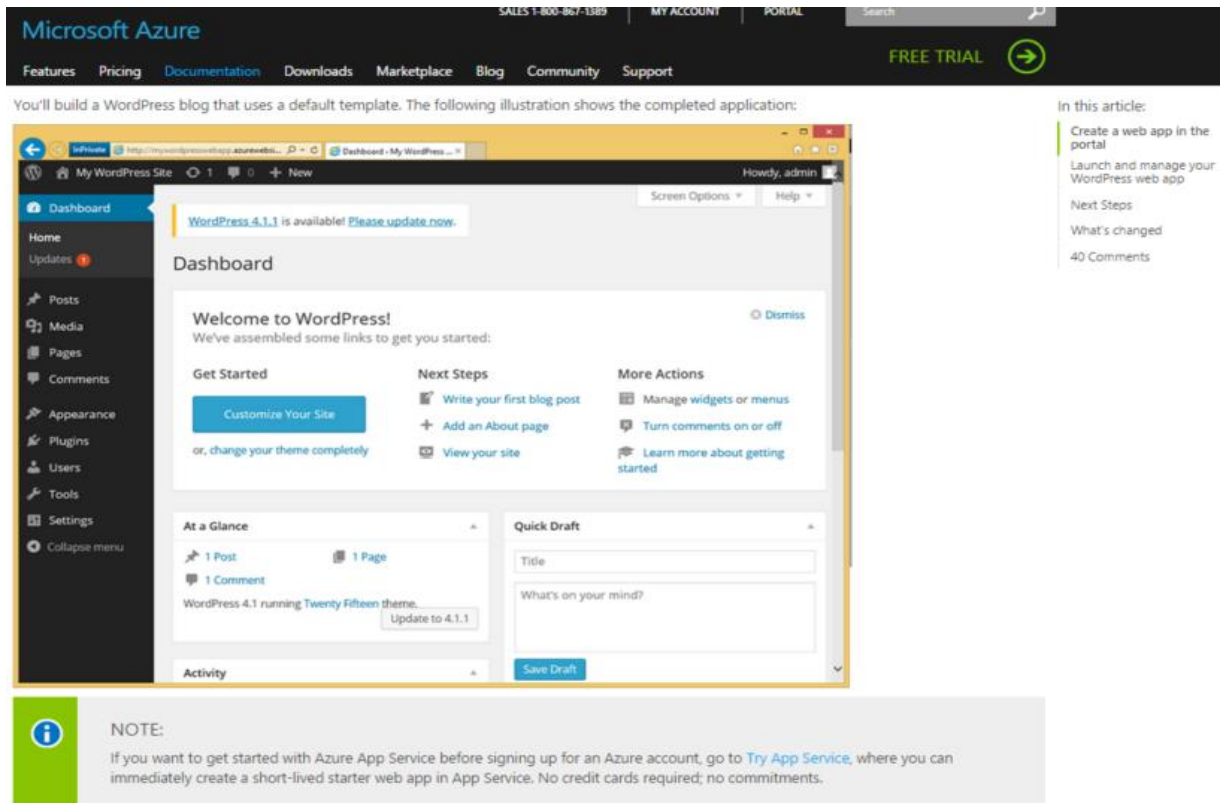 SALES 1-800-867-1389 MY ACCOUNT PORTAL Search
Microsoft Azure
FREE TRIAL
Features Pricing Documentation Downloads Marketplace Blog Community Support
You'll build a WordPress blog that uses a default template. The following illustration shows the completed application:
In this article:
Create a web app in the
portal
Launch and manage your
WordPress web app
Next Steps
What's changed
40 Comments
InPrivate http://mywordpresswebapp.azurewebsi... Dashboard - My WordPress ...
My WordPress Site 1 0 + New Howdy, admin
Dashboard
Home
Updates 1
Posts
Media
Pages
Comments
Appearance
Plugins
Users
Tools
Settings
Collapse menu
Screen Options Help
WordPress 4.1.1 is available! Please update now.
Dashboard
Welcome to WordPress!
Dismiss
We've assembled some links to get you started:
Get Started
Customize Your Site
or, change your theme completely
Next Steps
Write your first blog post
Add an About page
View your site
More Actions
Manage widgets or menus
Turn comments on or off
Learn more about getting
started
At a Glance
1 Post 1 Page
1 Comment
WordPress 4.1 running Twenty Fifteen theme.
Update to 4.1.1
Activity
Quick Draft
Title
What's on your mind?
Save Draft
NOTE:
If you want to get started with Azure App Service before signing up for an Azure account, go to Try App Service, where you can
immediately create a short-lived starter web app in App Service. No credit cards required; no commitments.